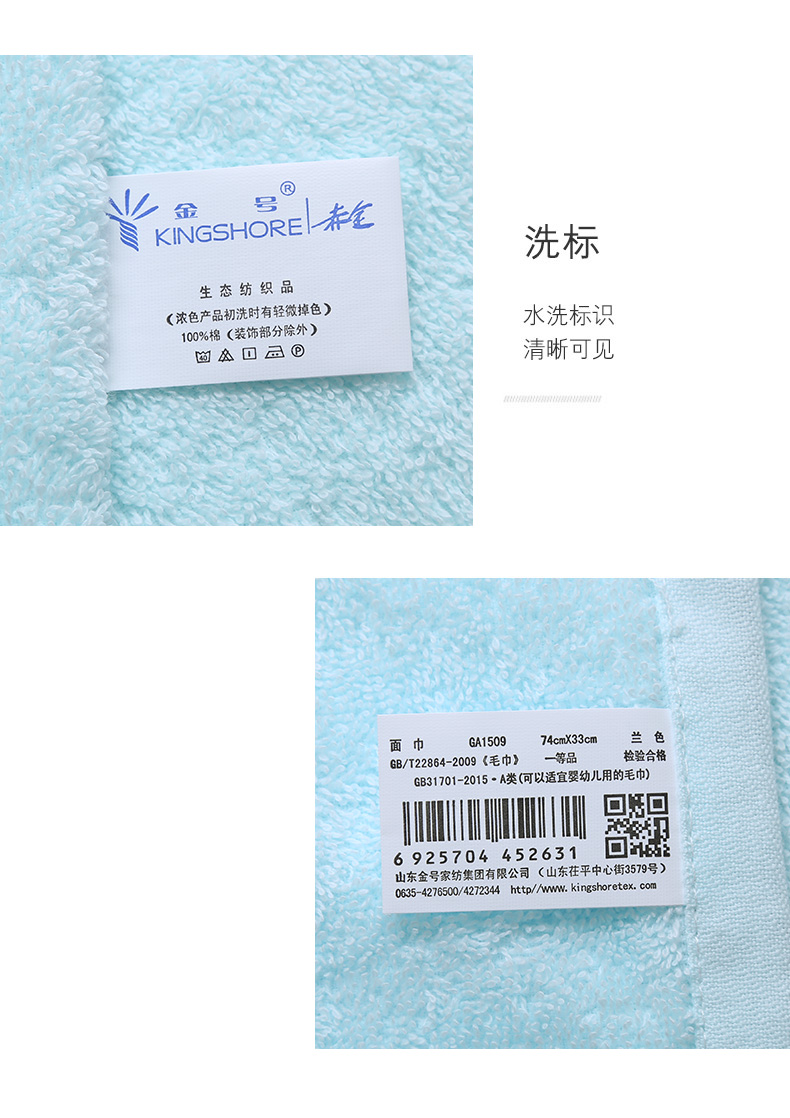 金号®
KINGSHORE
生态纺织品
（浓色产品初洗时有轻微掉色）
100%棉（装饰部分除外）
40
P
洗标
水洗标识
清晰可见
面巾 GA1509 74cmX33cm 兰色
GB/T22864-2009《毛巾》 一等品 检验合格
GB31701-2015·A类(可以适宜婴幼儿用的毛巾)
6 925704 452631
山东金号家纺集团有限公司（山东茌平中心街3579号）
0635-4276500/4272344 http//www.kingshoretex.com